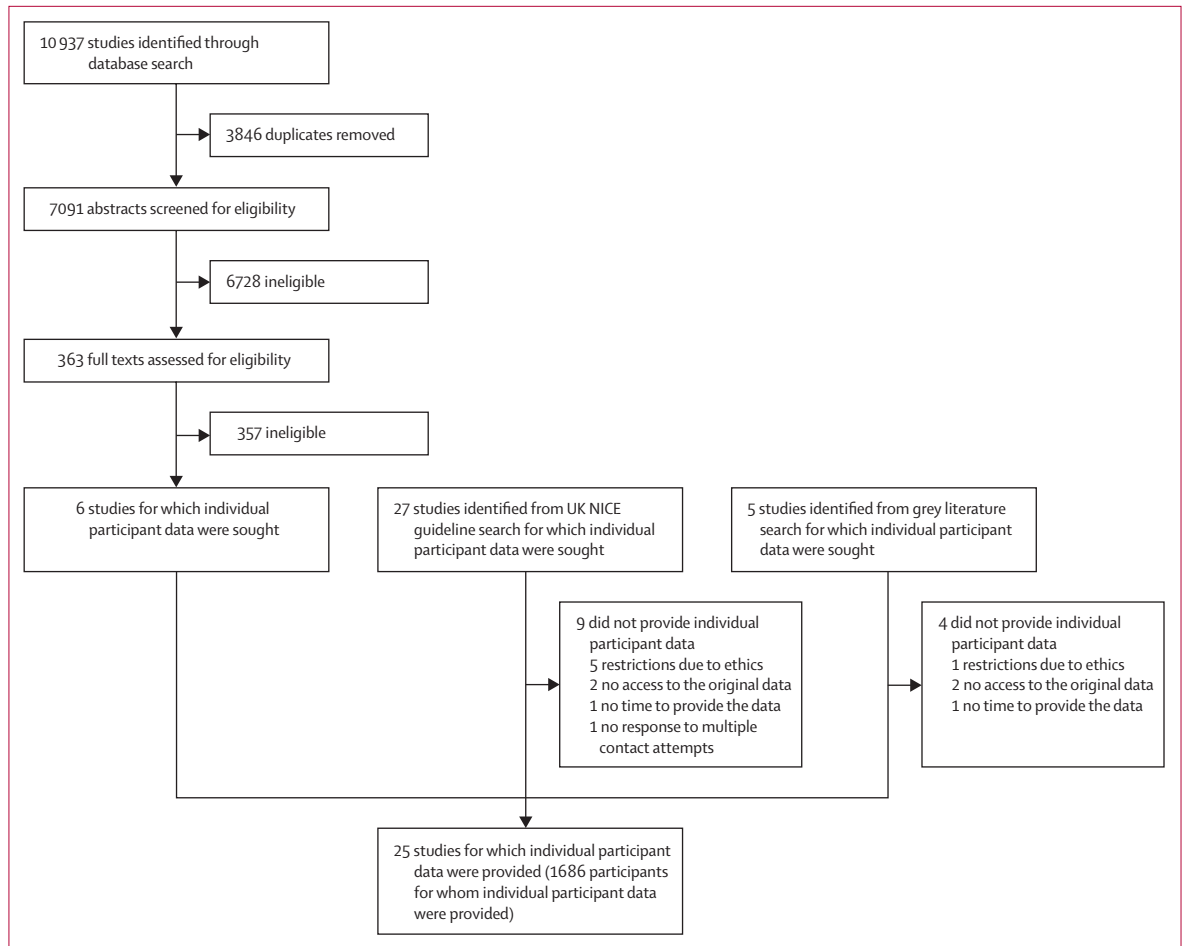 10 937 studies identified through
database search
3846 duplicates removed
7091 abstracts screened for eligibility
6728 ineligible
363 full texts assessed for eligibility
357 ineligible
6 studies for which individual
participant data were sought
27 studies identified from UK NICE
guideline search for which individual
participant data were sought
5 studies identified from grey literature
search for which individual participant
data were sought
9 did not provide individual
participant data
5 restrictions due to ethics
2 no access to the original data
1 no time to provide the data
1 no response to multiple
contact attempts
4 did not provide individual
participant data
1 restrictions due to ethics
2 no access to the original data
1 no time to provide the data
25 studies for which individual participant
data were provided (1686 participants
for whom individual participant data
were provided)